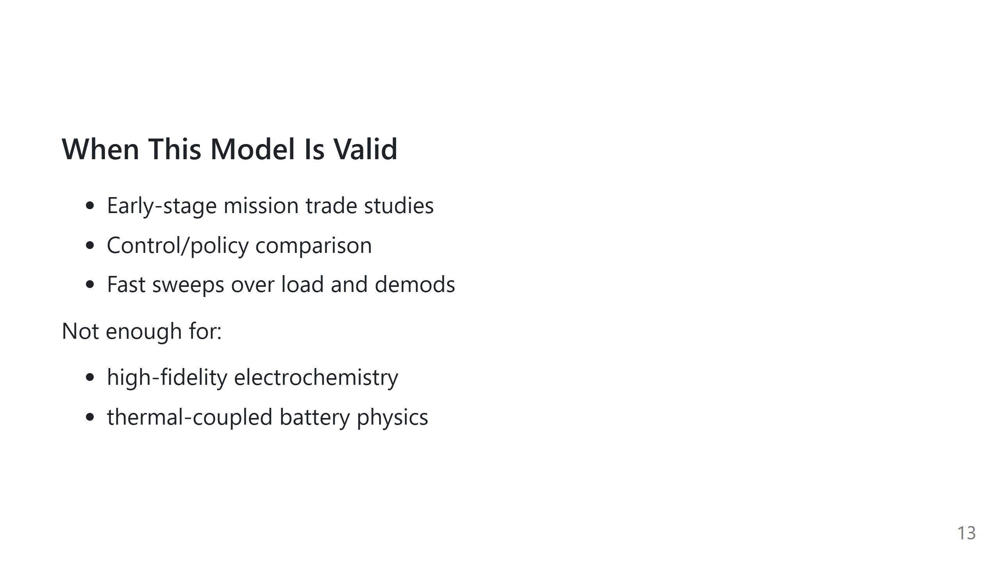 When This Model Is Valid
• Early-stage mission trade studies
• Control/policy comparison
• Fast sweeps over load and demods
Not enough for:
• high-fidelity electrochemistry
• thermal-coupled battery physics
13